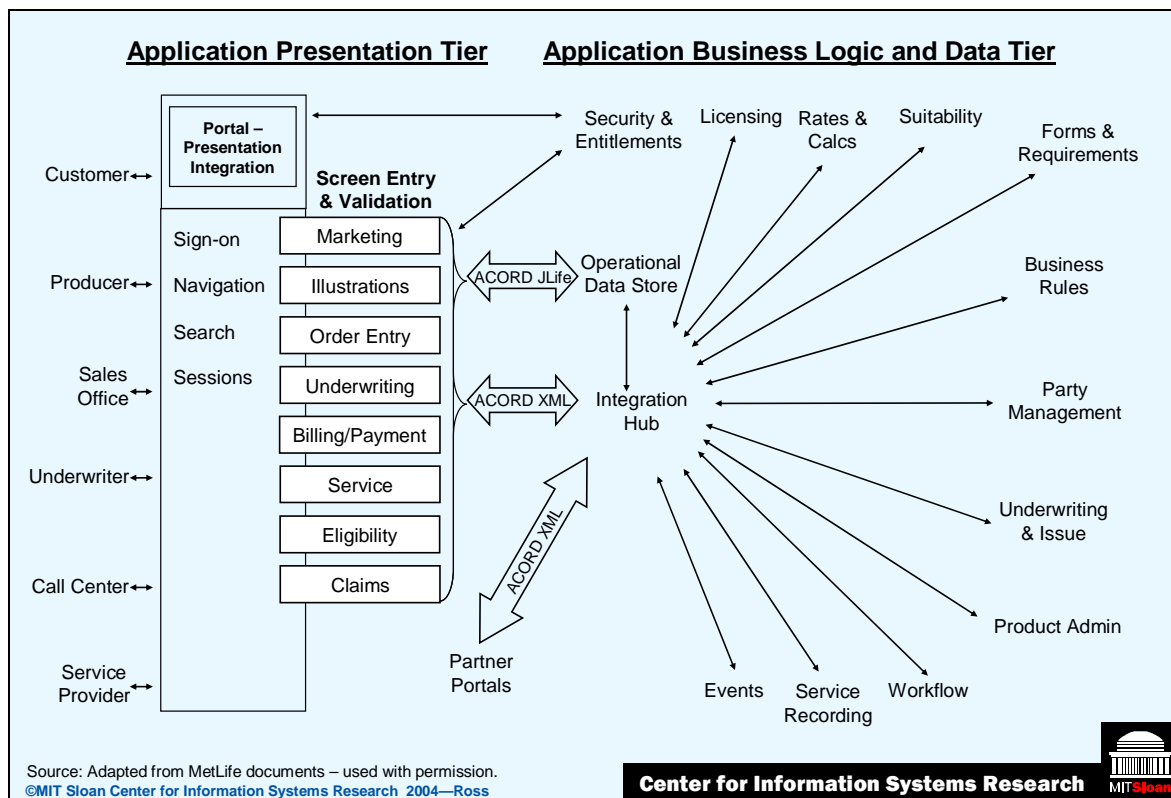 Application Presentation Tier
Application Business Logic and Data Tier
Portal –
Presentation
Integration
Customer
Producer
Sales
Office
Underwriter
Call Center
Service
Provider
Sign-on
Navigation
Search
Sessions
Screen Entry
& Validation
Marketing
Illustrations
Order Entry
Underwriting
Billing/Payment
Service
Eligibility
Claims
Security &
Entitlements
Licensing
Rates &
Calcs
Suitability
Forms &
Requirements
ACORD JLife
Operational
Data Store
Business
Rules
ACORD XML
Integration
Hub
Party
Management
ACORD XML
Partner
Portals
Underwriting
& Issue
Product Admin
Events
Service
Recording
Workflow
Source: Adapted from MetLife documents – used with permission.
©MIT Sloan Center for Information Systems Research 2004—Ross
Center for Information Systems Research
MITSloan